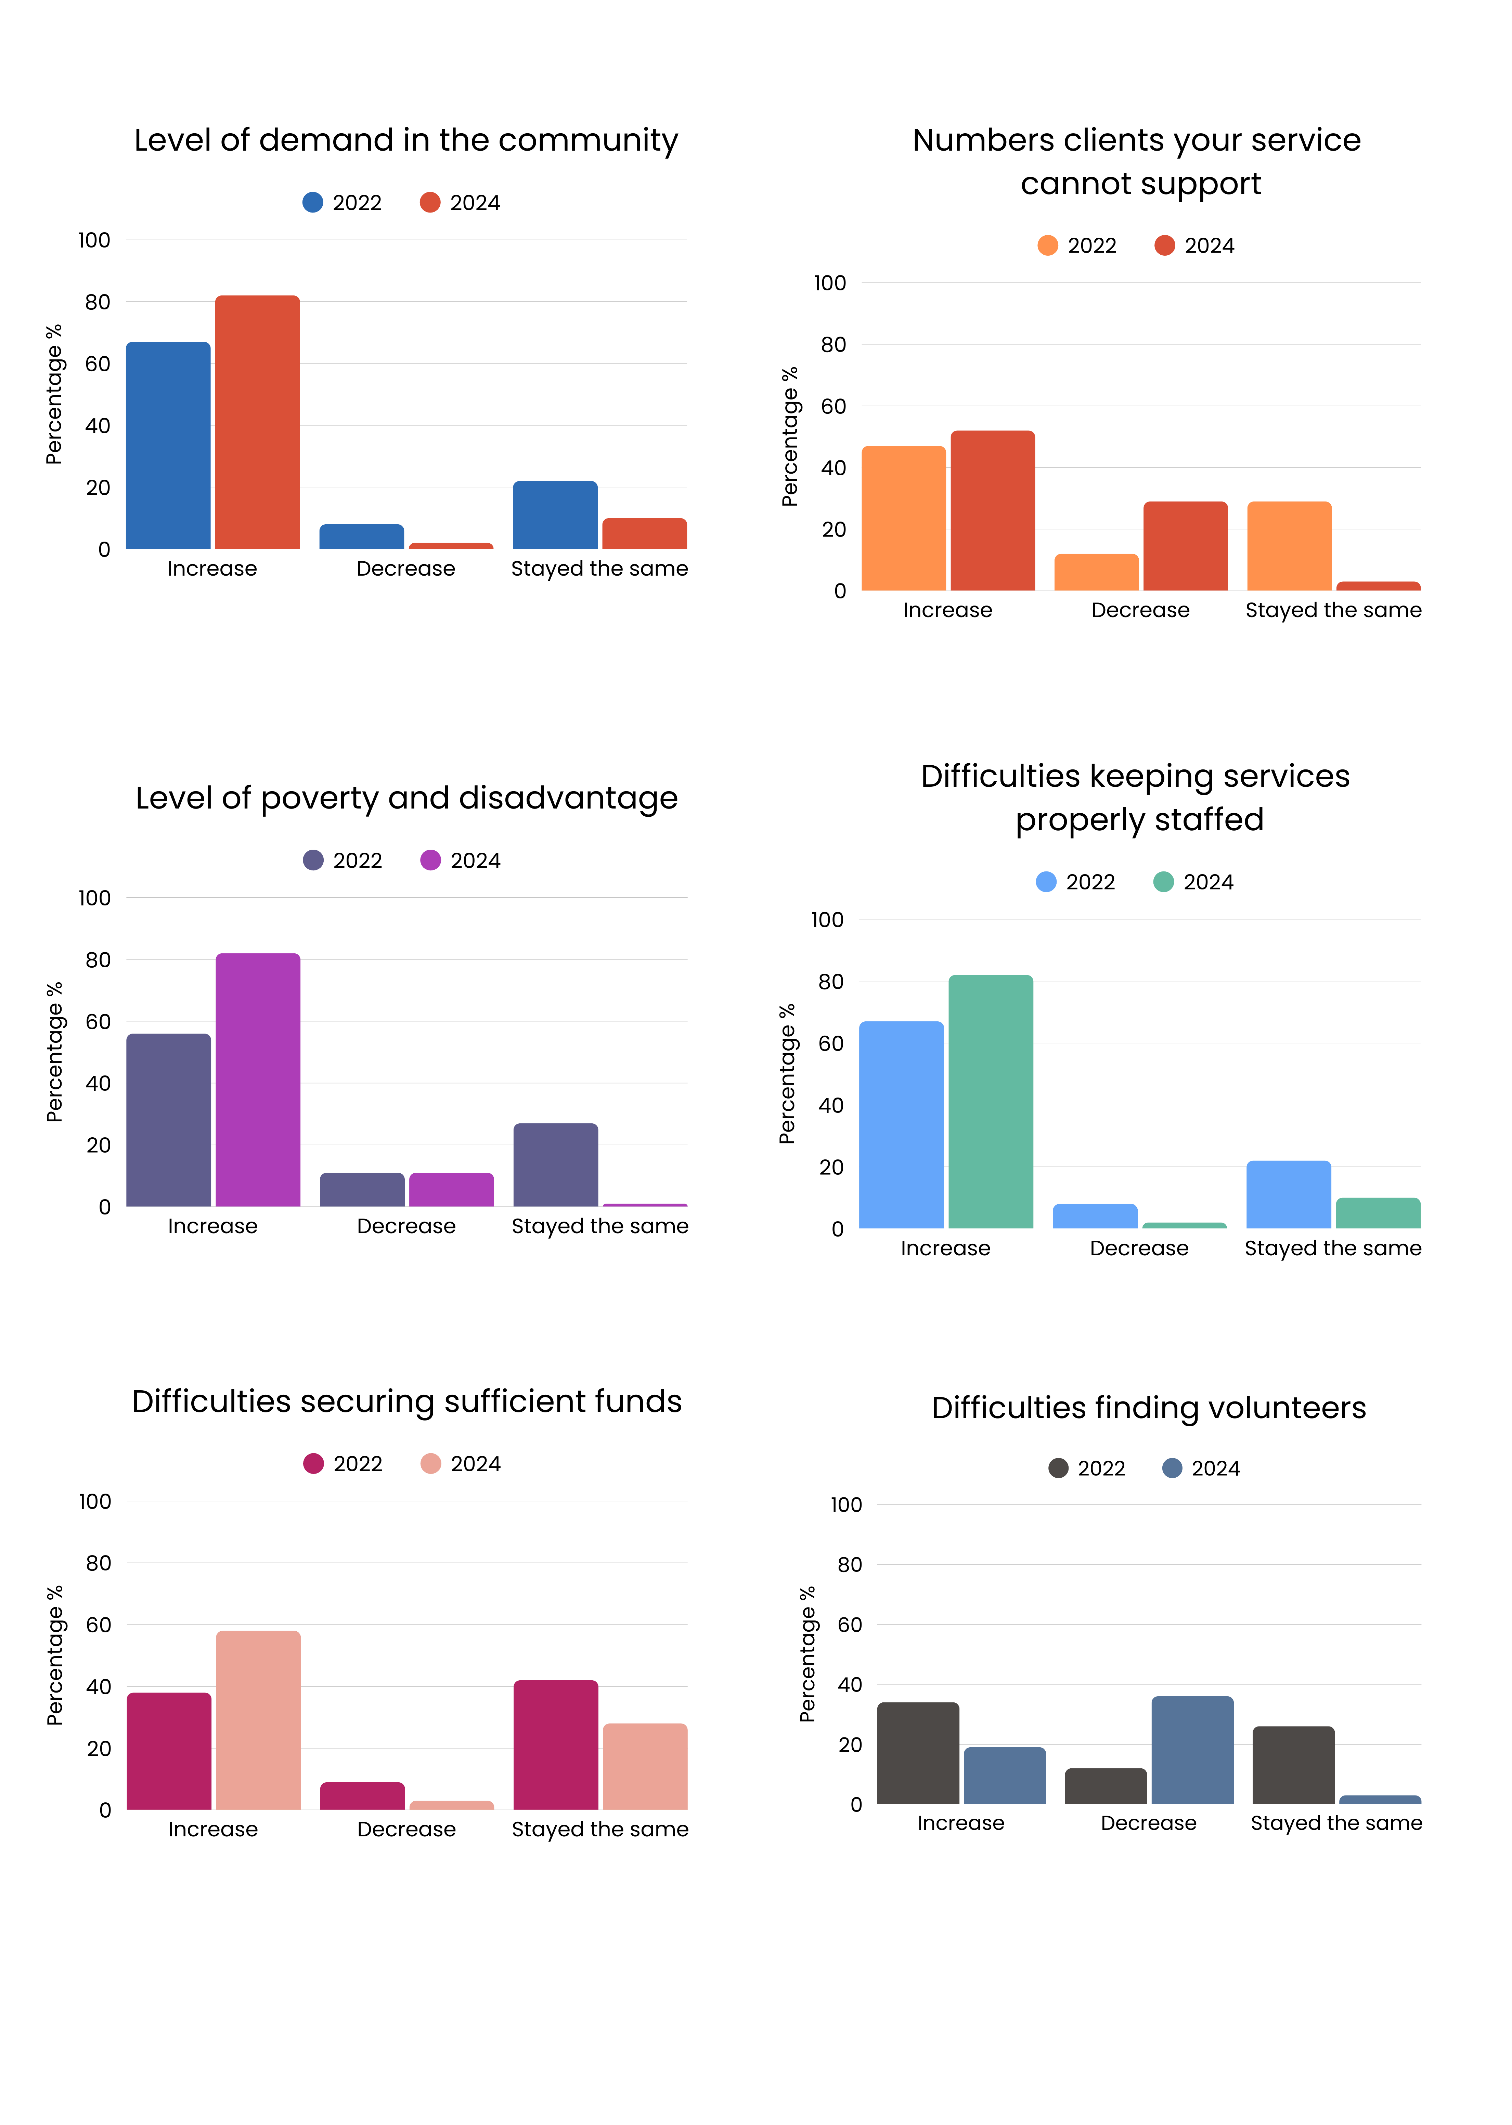 Level of demand in the community
2022 2024
100
80
60
40
20
0
Percentage %
Increase Decrease Stayed the same
Numbers clients your service
cannot support
2022 2024
100
80
60
40
20
0
Percentage %
Increase Decrease Stayed the same
Level of poverty and disadvantage
2022 2024
100
80
60
40
20
0
Percentage %
Increase Decrease Stayed the same
Difficulties keeping services
properly staffed
2022 2024
100
80
60
40
20
0
Percentage %
Increase Decrease Stayed the same
Difficulties securing sufficient funds
2022 2024
100
80
60
40
20
0
Percentage %
Increase Decrease Stayed the same
Difficulties finding volunteers
2022 2024
100
80
60
40
20
0
Percentage %
Increase Decrease Stayed the same